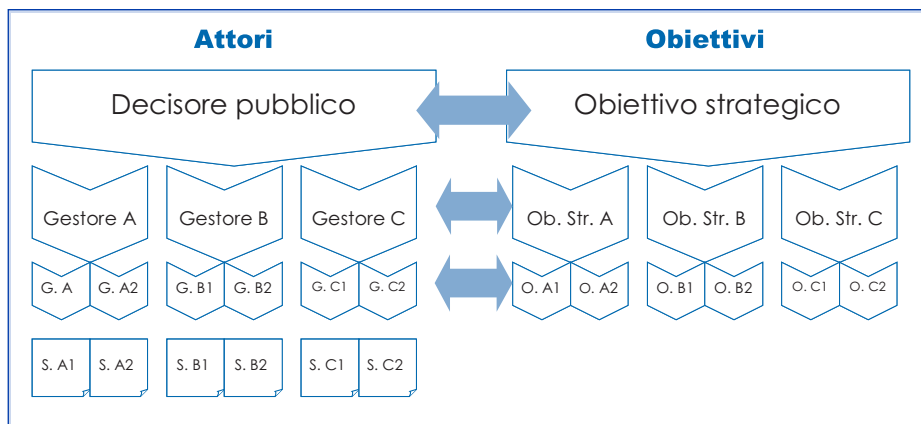 Attori Obiettivi
Decisore pubblico Obiettivo strategico
Gestore A Gestore B Gestore C Ob. Str. A Ob. Str. B Ob. Str. C
G. A G. A2 G. B1 G. B2 G. C1 G. C2 O. A1 O. A2 O. B1 O. B2 O. C1 O. C2
S. A1 S. A2 S. B1 S. B2 S. C1 S. C2